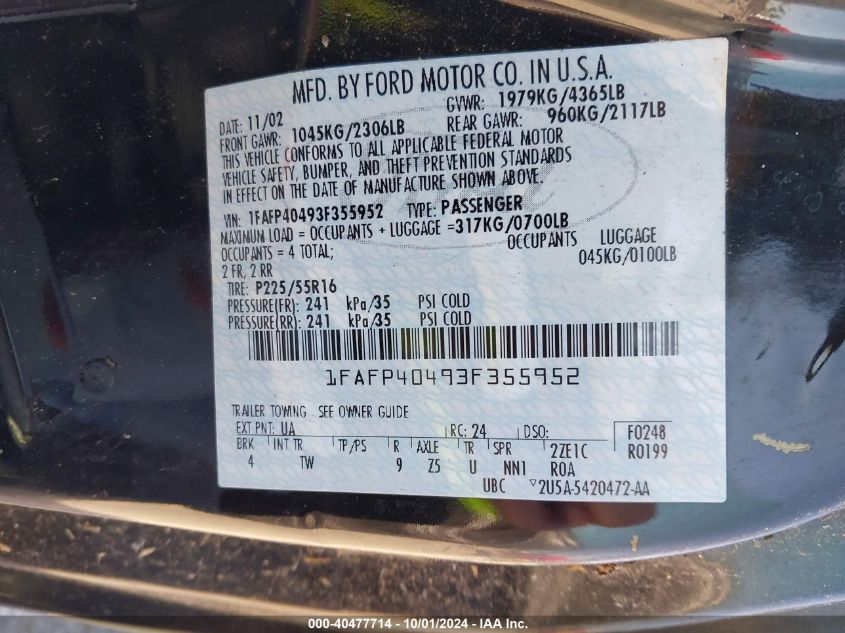 MFD. BY FORD MOTOR CO. IN U.S.A.
DATE: 11/02 GVWR: 1979KG/4365LB
FRONT GAWR: 1045KG/2306LB REAR GAWR: 960KG/2117LB
THIS VEHICLE CONFORMS TO ALL APPLICABLE FEDERAL MOTOR
VEHICLE SAFETY, BUMPER, AND THEFT PREVENTION STANDARDS
IN EFFECT ON THE DATE OF MANUFACTURE SHOWN ABOVE.
VIN: 1FAFP40493F355952 TYPE: PASSENGER
MAXIMUM LOAD = OCCUPANTS + LUGGAGE =317KG/0700LB
OCCUPANTS = 4 TOTAL; OCCUPANTS LUGGAGE
2 FR, 2 RR 045KG/0100LB
TIRE: P225/55R16
PRESSURE(FR): 241 kPa/35 PSI COLD
PRESSURE(RR): 241 kPa/35 PSI COLD
1FAFP40493F355952
TRAILER TOWING - SEE OWNER GUIDE
EXT PNT: UA RC: 24 DSO: F0248
BRK INT TR TP/PS R AXLE TR SPR 2ZE1C R0199
4 TW 9 Z5 U NN1 ROA
UBC ▽2U5A-5420472-AA
000-40477714 - 10/01/2024 - IAA Inc.